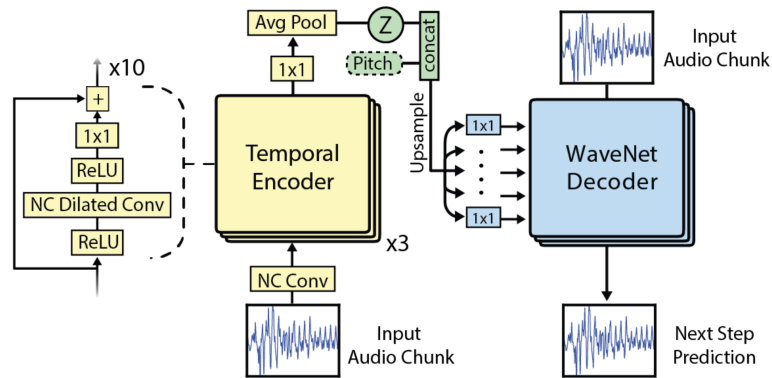 x10
+
1x1
ReLU
NC Dilated Conv
ReLU
Avg Pool
1x1
Temporal
Encoder
x3
NC Conv
Input
Audio Chunk
Z
Pitch
concat
Upsample
1x1
1x1
Input
Audio Chunk
WaveNet
Decoder
Next Step
Prediction